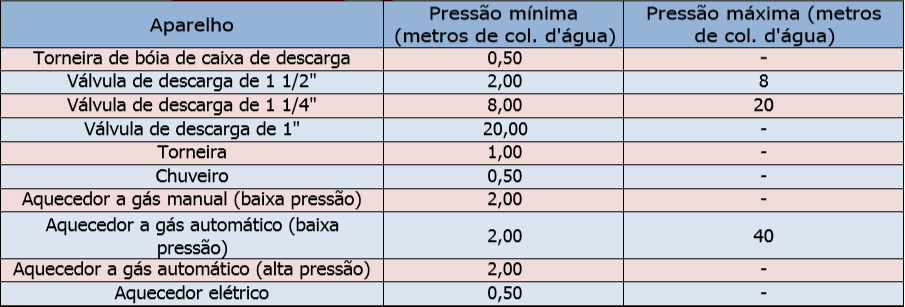 Aparelho | Pressão mínima (metros de col. d'água) | Pressão máxima (metros de col. d'água)
Torneira de bóia de caixa de descarga | 0,50 | -
Válvula de descarga de 1 1/2" | 2,00 | 8
Válvula de descarga de 1 1/4" | 8,00 | 20
Válvula de descarga de 1" | 20,00 | -
Torneira | 1,00 | -
Chuveiro | 0,50 | -
Aquecedor a gás manual (baixa pressão) | 2,00 | -
Aquecedor a gás automático (baixa pressão) | 2,00 | 40
Aquecedor a gás automático (alta pressão) | 2,00 | -
Aquecedor elétrico | 0,50 | -